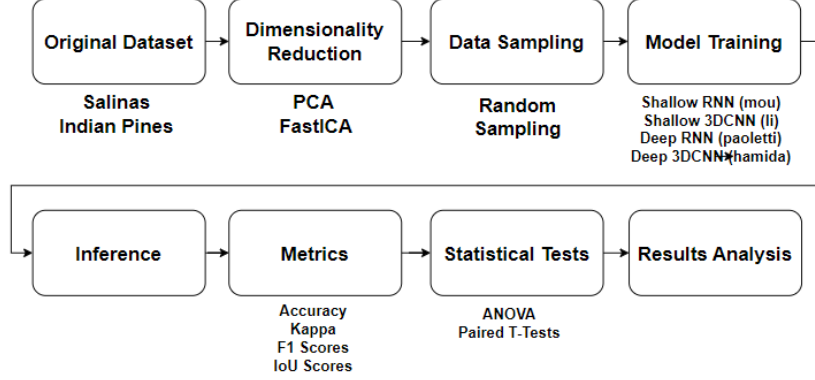 Original Dataset
Dimensionality
Reduction
Data Sampling
Model Training
Salinas
Indian Pines
PCA
FastICA
Random
Sampling
Shallow RNN (mou)
Shallow 3DCNN (li)
Deep RNN (paoletti)
Deep 3DCNN (hamida)
Inference
Metrics
Statistical Tests
Results Analysis
Accuracy
Kappa
F1 Scores
IoU Scores
ANOVA
Paired T-Tests